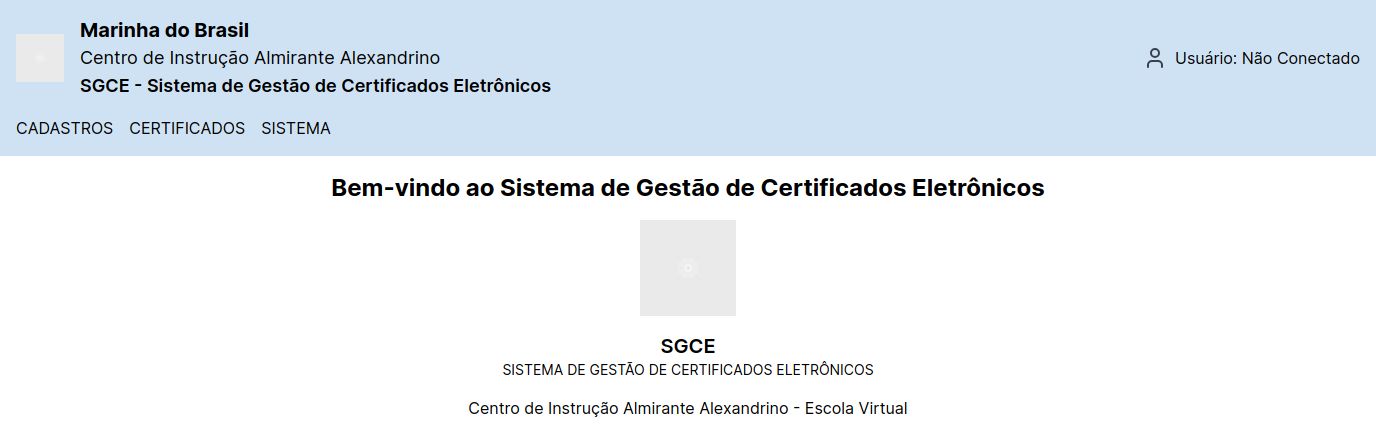 Marinha do Brasil
Centro de Instrução Almirante Alexandrino
SGCE - Sistema de Gestão de Certificados Eletrônicos
Usuário: Não Conectado
CADASTROS CERTIFICADOS SISTEMA
Bem-vindo ao Sistema de Gestão de Certificados Eletrônicos
SGCE
SISTEMA DE GESTÃO DE CERTIFICADOS ELETRÔNICOS
Centro de Instrução Almirante Alexandrino - Escola Virtual